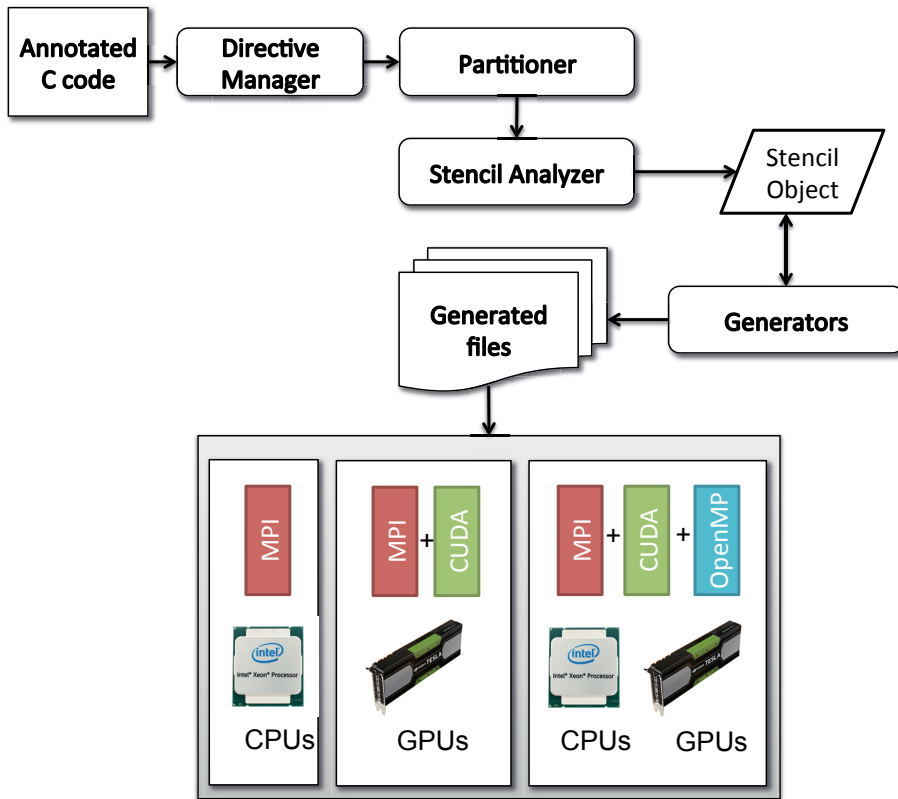 Annotated
C code
Directive
Manager
Partitioner
Stencil Analyzer
Stencil
Object
Generators
Generated
files
MPI
MPI
+
CUDA
MPI
+
CUDA
+
OpenMP
intel
Intel® Xeon® Processor
TESLA
intel
Intel® Xeon® Processor
TESLA
CPUs
GPUs
CPUs
GPUs